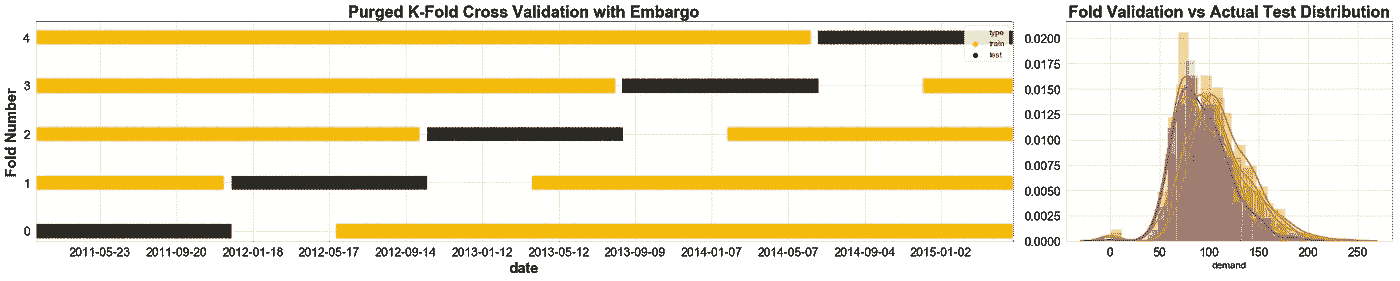 Purged K-Fold Cross Validation with Embargo
Fold Number
4
3
2
1
0
type
train
test
2011-05-23 2011-09-20 2012-01-18 2012-05-17 2012-09-14 2013-01-12 2013-05-12 2013-09-09 2014-01-07 2014-05-07 2014-09-04 2015-01-02
date
Fold Validation vs Actual Test Distribution
0.0200
0.0175
0.0150
0.0125
0.0100
0.0075
0.0050
0.0025
0.0000
0 50 100 150 200 250
demand